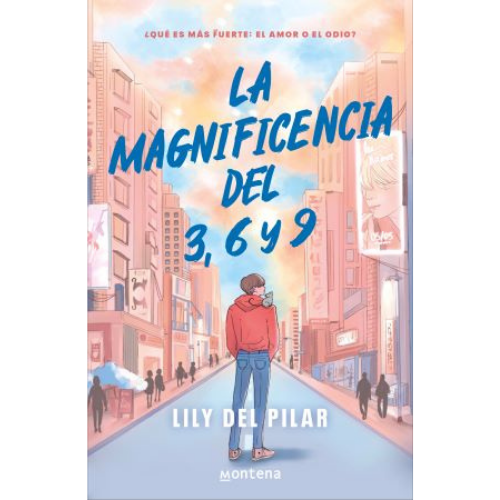 ¿QUÉ ES MÁS FUERTE: EL AMOR O EL ODIO?
LA
MAGNIFICENCIA
DEL
3, 6 y 9
LILY DEL PILAR
montena